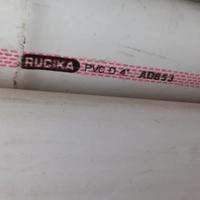 RUCIKA PVC D 4" AD853